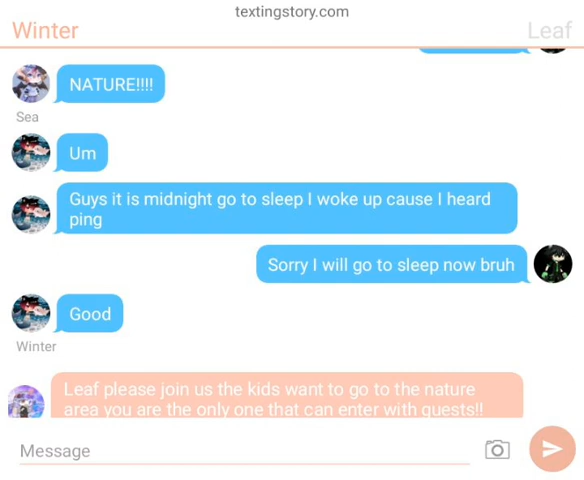 textingstory.com
Winter
Leaf
NATURE!!!!
Sea
Um
Guys it is midnight go to sleep I woke up cause I heard
ping
Sorry I will go to sleep now bruh
Good
Winter
Leaf please join us the kids want to go to the nature
area you are the only one that can enter with guests!!
Message